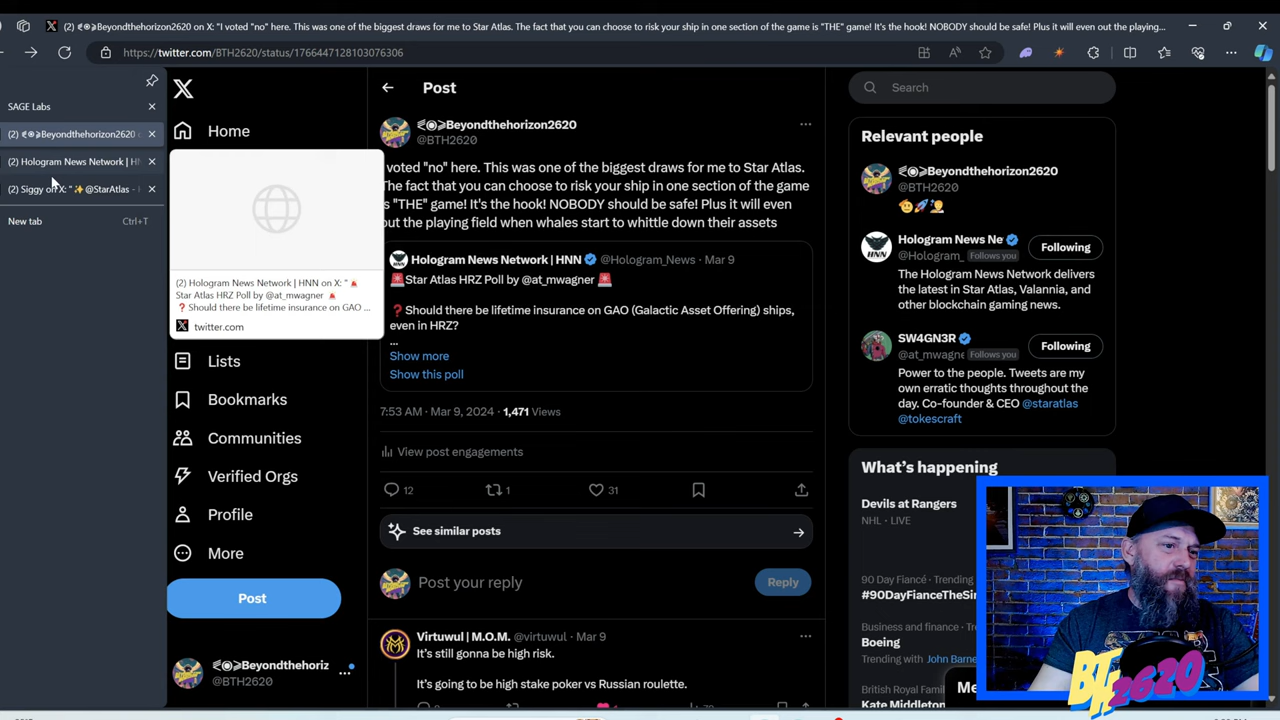 (2) ⋞⦿⋟Beyondthehorizon2620 on X: "I voted "no" here. This was one of the biggest draws for me to Star Atlas. The fact that you can choose to risk your ship in one section of the game is "THE" game! It's the hook! NOBODY should be safe! Plus it will even out the playing...
https://twitter.com/BTH2620/status/1766447128103076306
SAGE Labs
(2) ⋞⦿⋟Beyondthehorizon2620
(2) Hologram News Network | H
(2) Siggy on X: "✨@StarAtlas -
New tab
Ctrl+T
(2) Hologram News Network | HNN on X: "🚨
Star Atlas HRZ Poll by @at_mwagner 🚨
❓Should there be lifetime insurance on GAO ...
twitter.com
Home
Lists
Bookmarks
Communities
Verified Orgs
Profile
More
Post
⋞⦿⋟Beyondthehoriz
@BTH2620
Post
⋞⦿⋟Beyondthehorizon2620
@BTH2620
voted "no" here. This was one of the biggest draws for me to Star Atlas.
The fact that you can choose to risk your ship in one section of the game
s "THE" game! It's the hook! NOBODY should be safe! Plus it will even
out the playing field when whales start to whittle down their assets
Hologram News Network | HNN @Hologram_News · Mar 9
🚨Star Atlas HRZ Poll by @at_mwagner 🚨
❓Should there be lifetime insurance on GAO (Galactic Asset Offering) ships,
even in HRZ?
...
Show more
Show this poll
7:53 AM · Mar 9, 2024 · 1,471 Views
View post engagements
12
1
31
See similar posts
Post your reply
Reply
Virtuwul | M.O.M. @virtuwul · Mar 9
It's still gonna be high risk.
It's going to be high stake poker vs Russian roulette.
Search
Relevant people
⋞⦿⋟Beyondthehorizon2620
@BTH2620
🫡🚀🤷
Hologram News Ne
@Hologram_ Follows you
Following
The Hologram News Network delivers
the latest in Star Atlas, Valannia, and
other blockchain gaming news.
SW4GN3R
@at_mwagne Follows you
Following
Power to the people. Tweets are my
own erratic thoughts throughout the
day. Co-founder & CEO @staratlas
@tokescraft
What's happening
Devils at Rangers
NHL · LIVE
90 Day Fiancé · Trending
#90DayFianceTheSin
Business and finance · Tre
Boeing
Trending with John Barne
British Royal Famil
Kate Middleton
Me
BTH2620